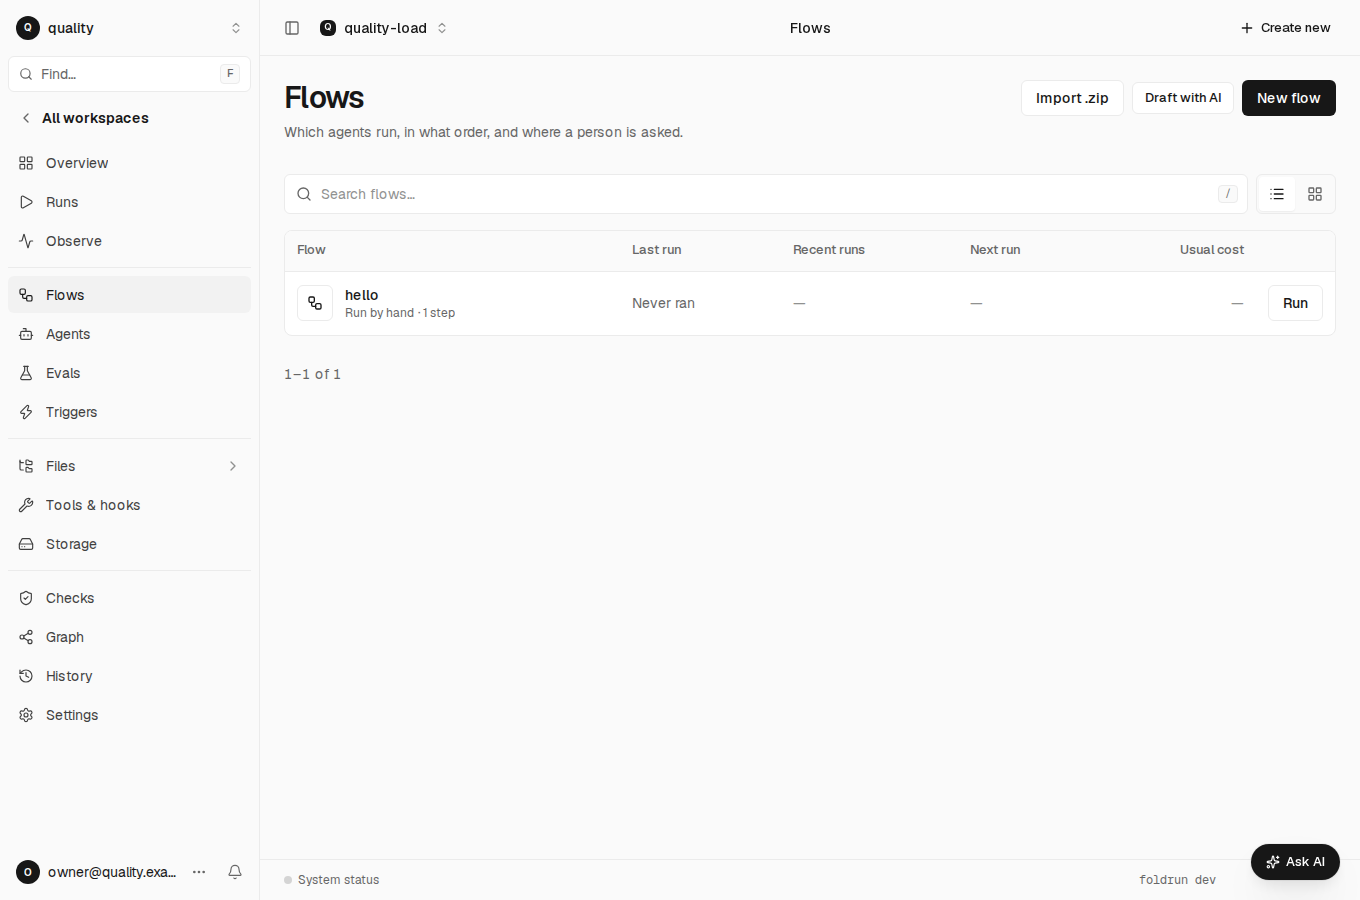 Q quality
Find... F
All workspaces
Overview
Runs
Observe
Flows
Agents
Evals
Triggers
Files
Tools & hooks
Storage
Checks
Graph
History
Settings
O owner@quality.exa...
Q quality-load
Flows
Create new
Flows
Which agents run, in what order, and where a person is asked.
Import .zip
Draft with AI
New flow
Search flows... /
Flow Last run Recent runs Next run Usual cost
hello
Run by hand · 1 step
Never ran — — — Run
1–1 of 1
System status
foldrun dev
Ask AI